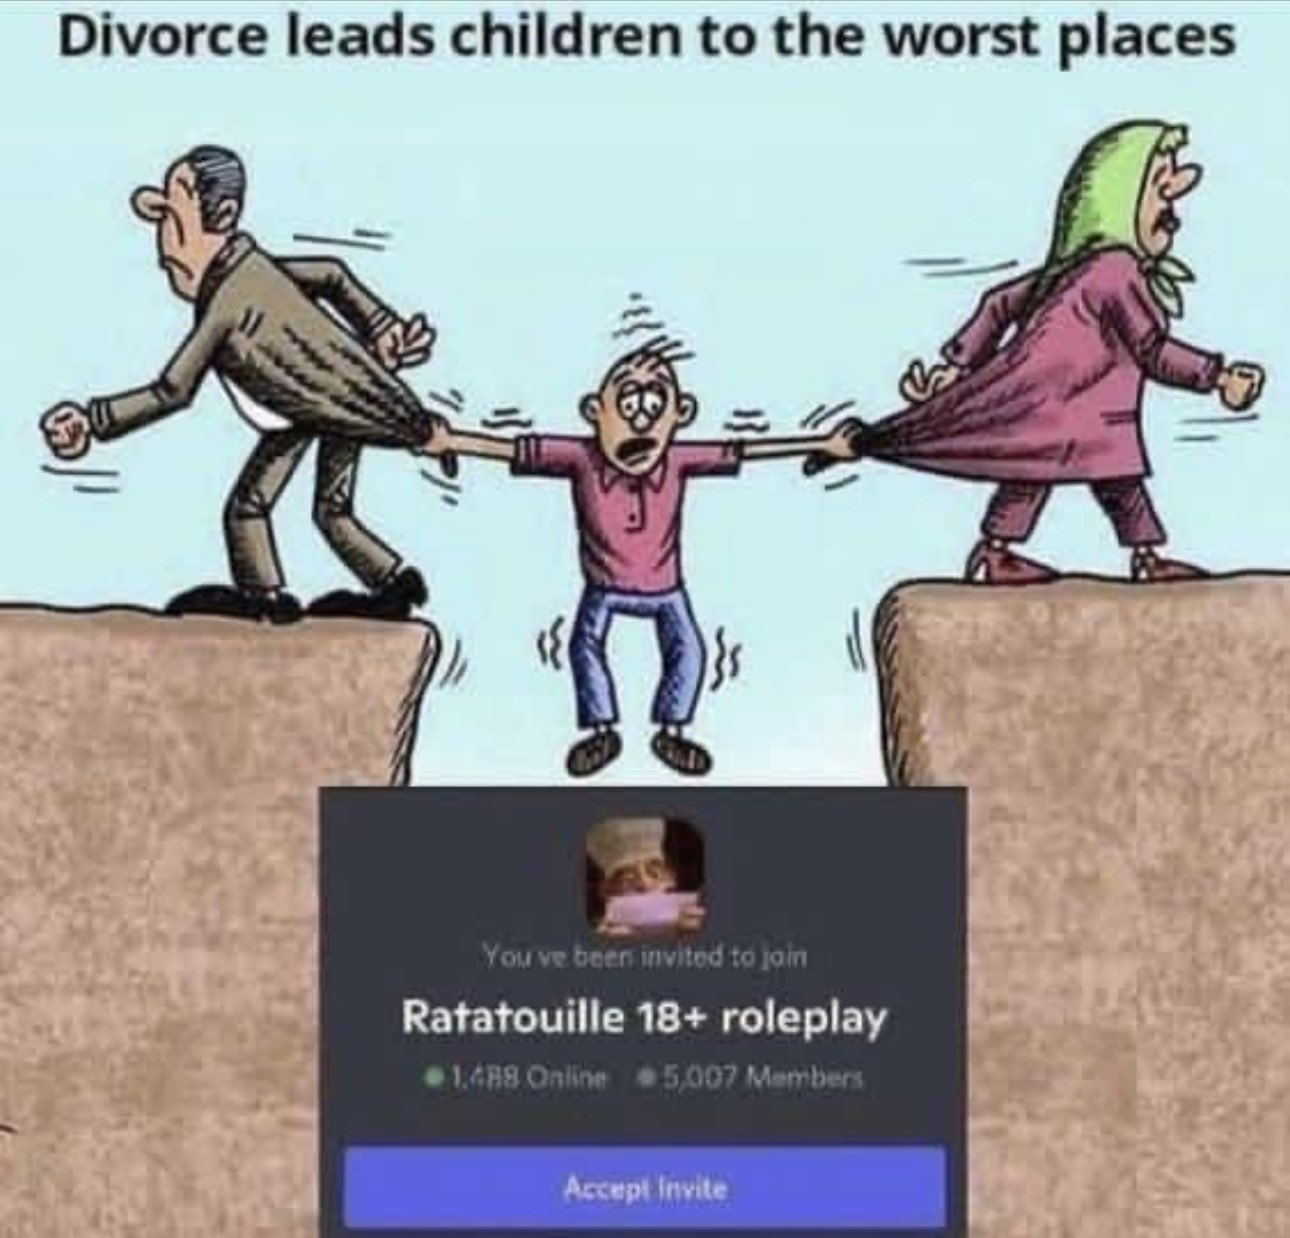 Divorce leads children to the worst places
You've been invited to join
Ratatouille 18+ roleplay
1,488 Online 5,007 Members
Accept Invite